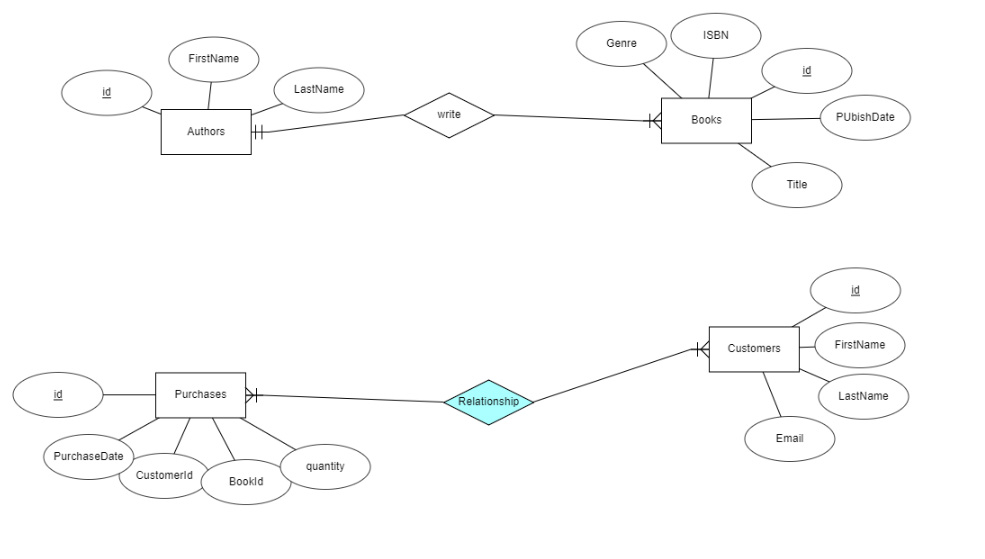 Genre
ISBN
FirstName
id
id
LastName
Authors
write
Books
PUbishDate
Title
id
FirstName
Customers
LastName
Email
id
Purchases
Relationship
PurchaseDate
CustomerId
BookId
quantity